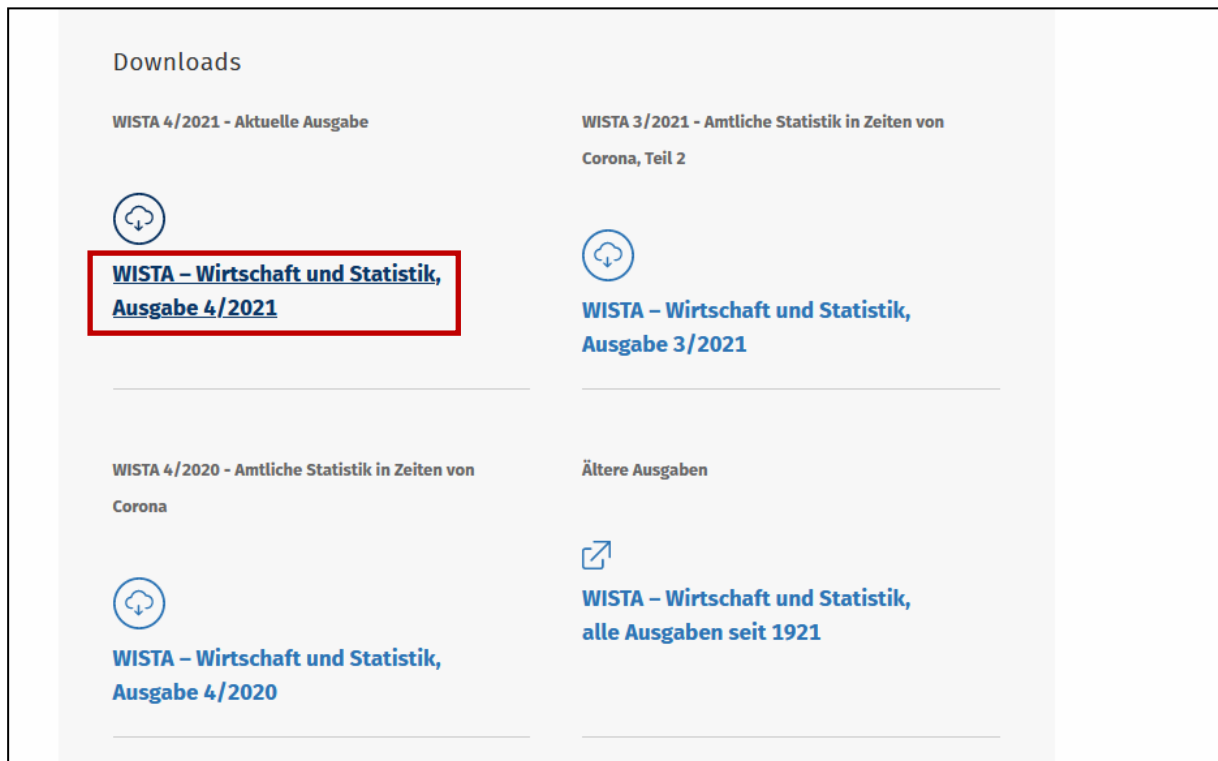 Downloads
WISTA 4/2021 - Aktuelle Ausgabe
WISTA – Wirtschaft und Statistik,
Ausgabe 4/2021
WISTA 3/2021 - Amtliche Statistik in Zeiten von
Corona, Teil 2
WISTA – Wirtschaft und Statistik,
Ausgabe 3/2021
WISTA 4/2020 - Amtliche Statistik in Zeiten von
Corona
WISTA – Wirtschaft und Statistik,
Ausgabe 4/2020
Ältere Ausgaben
WISTA – Wirtschaft und Statistik,
alle Ausgaben seit 1921